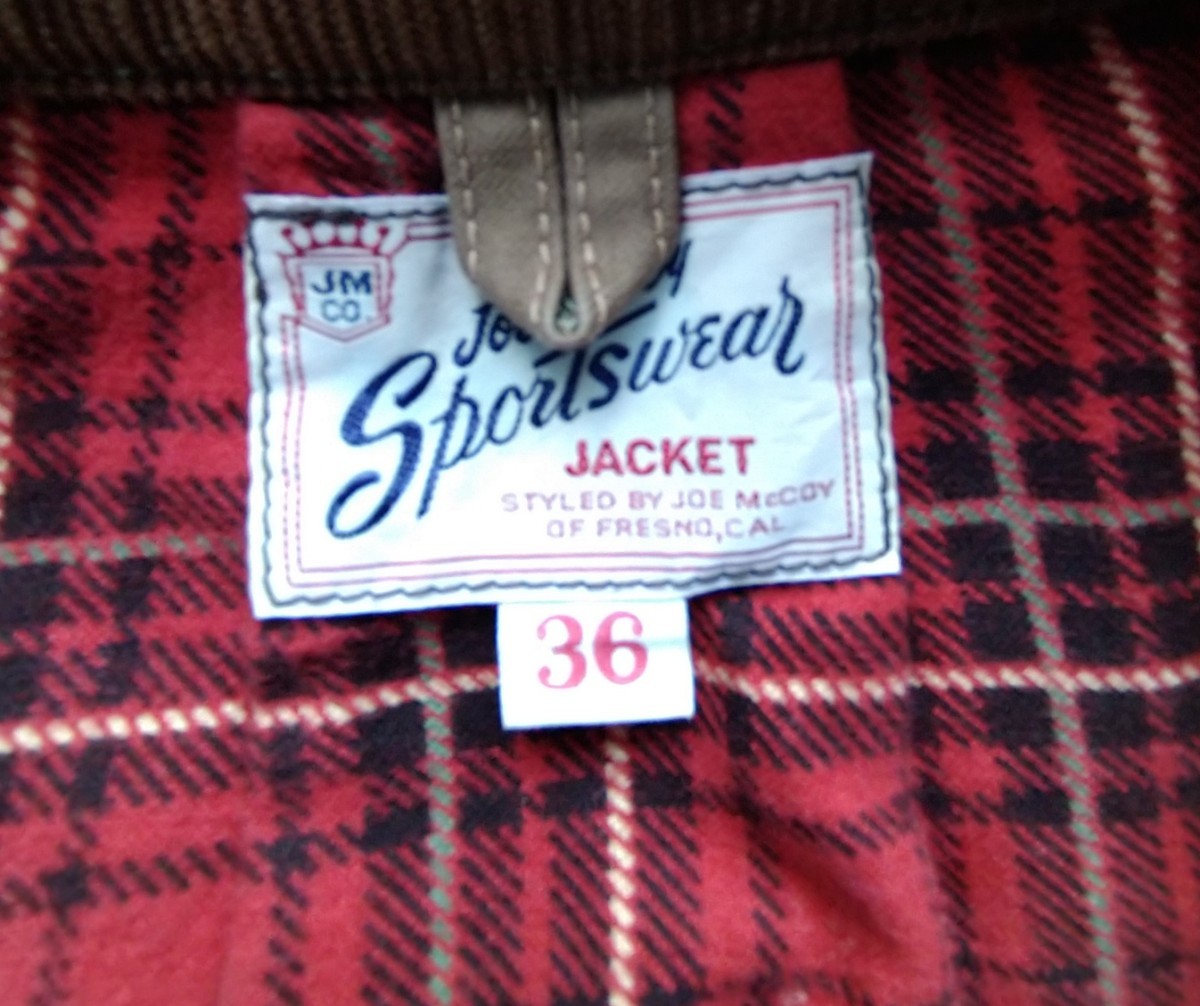 JM
CO.
Sportswear
JACKET
STYLED BY JOE McCOY
OF FRESNO, CAL
36